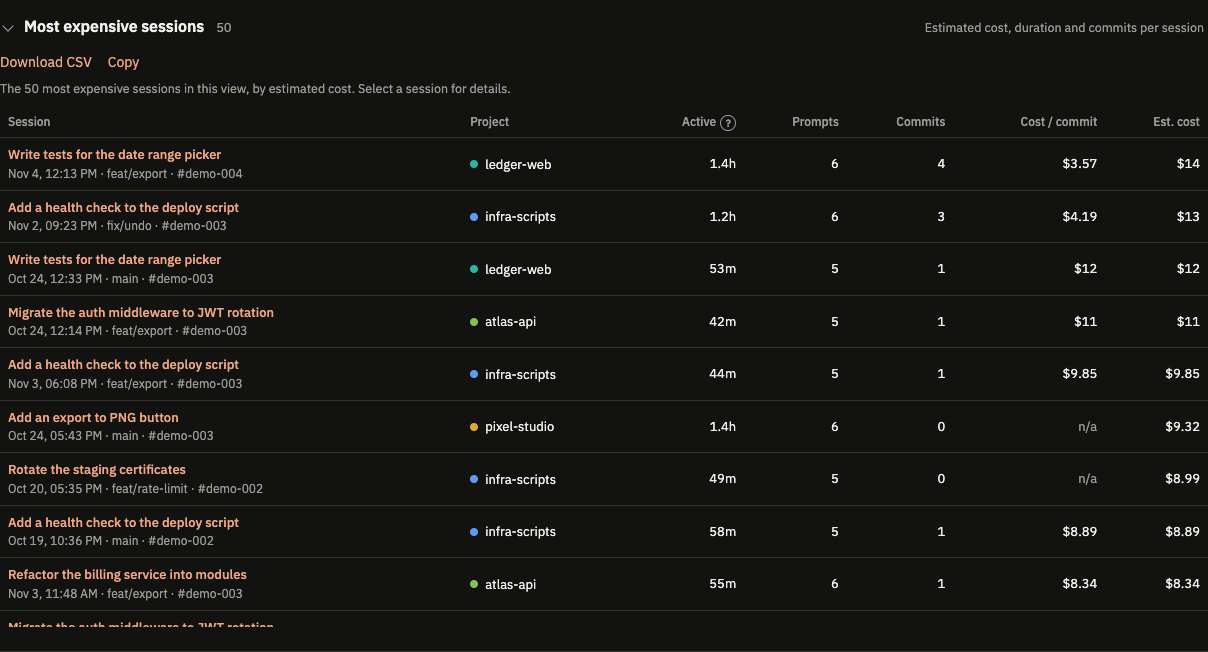 Most expensive sessions 50 Estimated cost, duration and commits per session
Download CSV Copy
The 50 most expensive sessions in this view, by estimated cost. Select a session for details.
Session Project Active ? Prompts Commits Cost / commit Est. cost
Write tests for the date range picker
Nov 4, 12:13 PM · feat/export · #demo-004 ledger-web 1.4h 6 4 $3.57 $14
Add a health check to the deploy script
Nov 2, 09:23 PM · fix/undo · #demo-003 infra-scripts 1.2h 6 3 $4.19 $13
Write tests for the date range picker
Oct 24, 12:33 PM · main · #demo-003 ledger-web 53m 5 1 $12 $12
Migrate the auth middleware to JWT rotation
Oct 24, 12:14 PM · feat/export · #demo-003 atlas-api 42m 5 1 $11 $11
Add a health check to the deploy script
Nov 3, 06:08 PM · feat/export · #demo-003 infra-scripts 44m 5 1 $9.85 $9.85
Add an export to PNG button
Oct 24, 05:43 PM · main · #demo-003 pixel-studio 1.4h 6 0 n/a $9.32
Rotate the staging certificates
Oct 20, 05:35 PM · feat/rate-limit · #demo-002 infra-scripts 49m 5 0 n/a $8.99
Add a health check to the deploy script
Oct 19, 10:36 PM · main · #demo-002 infra-scripts 58m 5 1 $8.89 $8.89
Refactor the billing service into modules
Nov 3, 11:48 AM · feat/export · #demo-003 atlas-api 55m 6 1 $8.34 $8.34
Migrate the auth middleware to JWT rotation